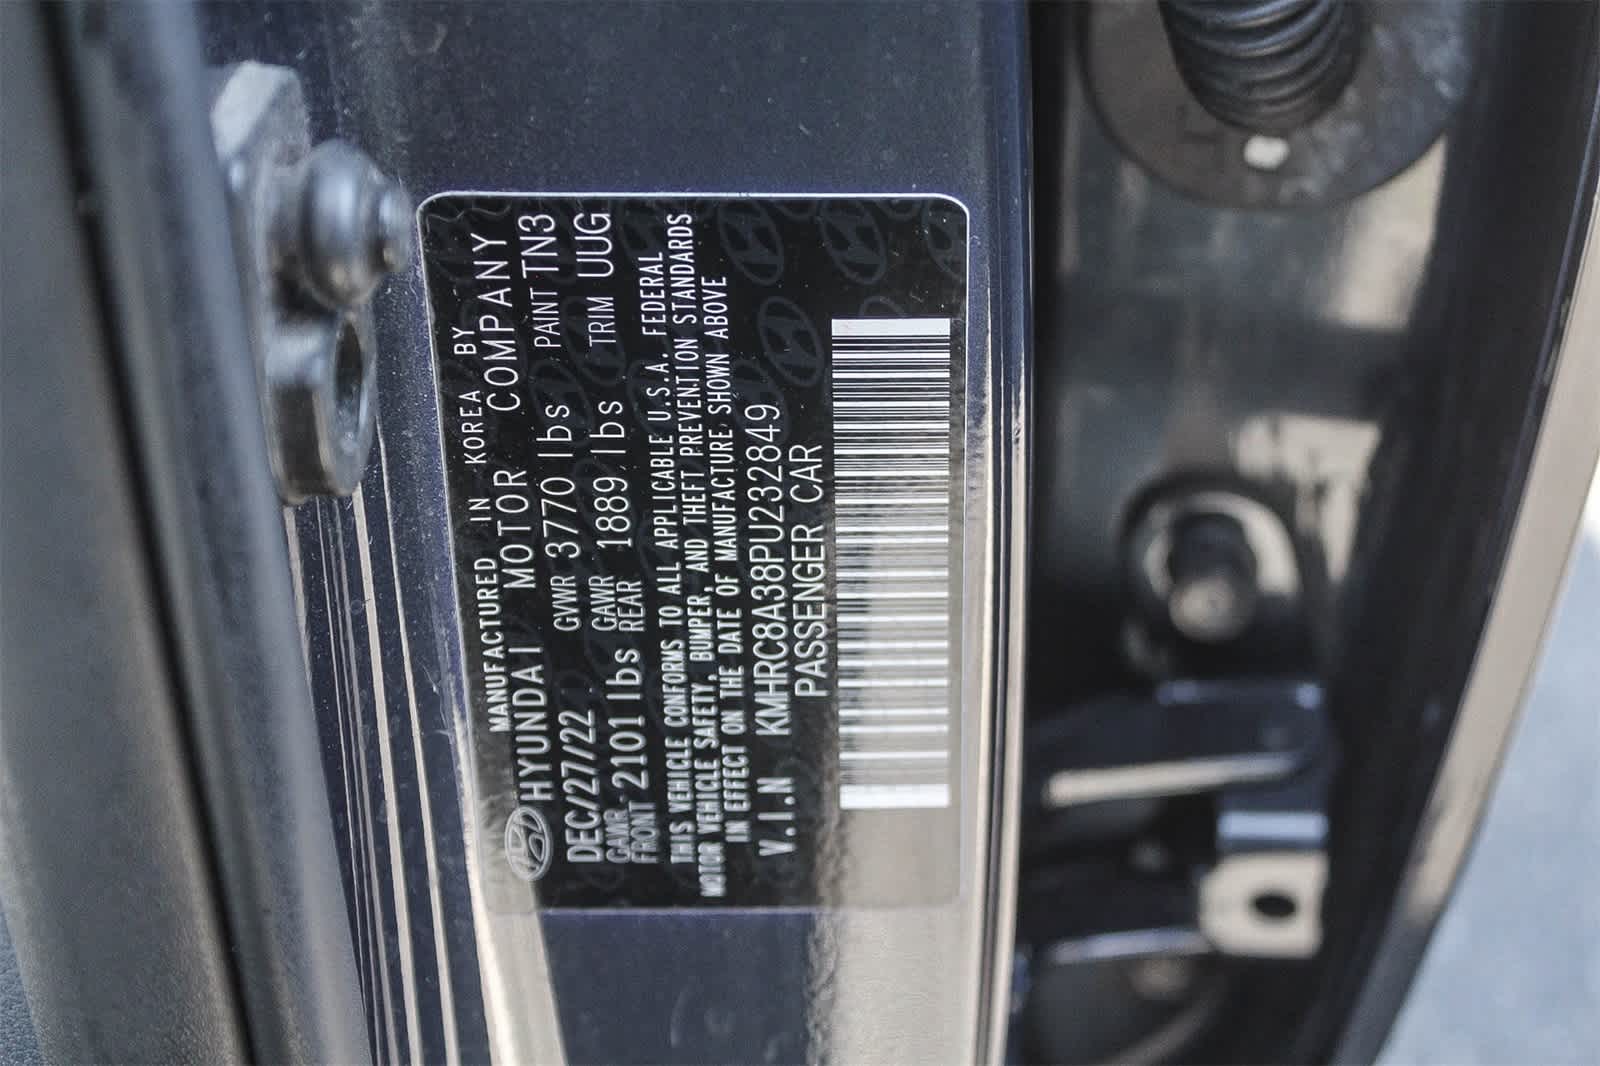 MANUFACTURED IN KOREA BY
HYUNDAI MOTOR COMPANY
DEC/27/22 GVWR 3770 lbs PAINT TN3
GAWR FRONT 2101 lbs GAWR REAR 1889 lbs TRIM UUG
THIS VEHICLE CONFORMS TO ALL APPLICABLE U.S.A. FEDERAL
MOTOR VEHICLE SAFETY, BUMPER, AND THEFT PREVENTION STANDARDS
IN EFFECT ON THE DATE OF MANUFACTURE SHOWN ABOVE
V.I.N KMHRC8A38PU232849
PASSENGER CAR